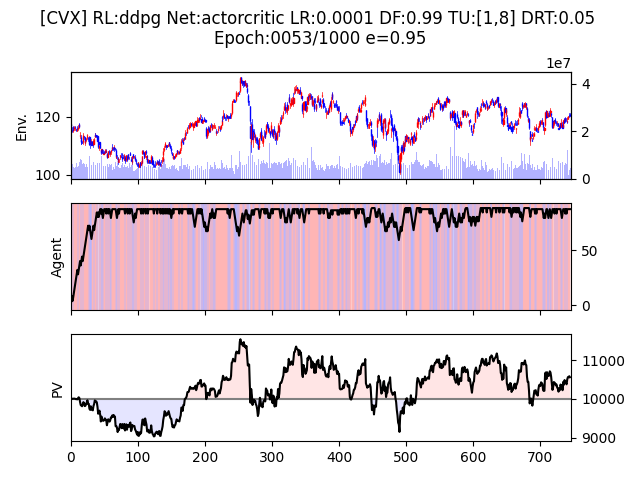 [CVX] RL:ddpg Net:actorcritic LR:0.0001 DF:0.99 TU:[1,8] DRT:0.05
Epoch:0053/1000 e=0.95
1e7
Env.
120
100
4
2
0
Agent
50
0
PV
11000
10000
9000
0 100 200 300 400 500 600 700